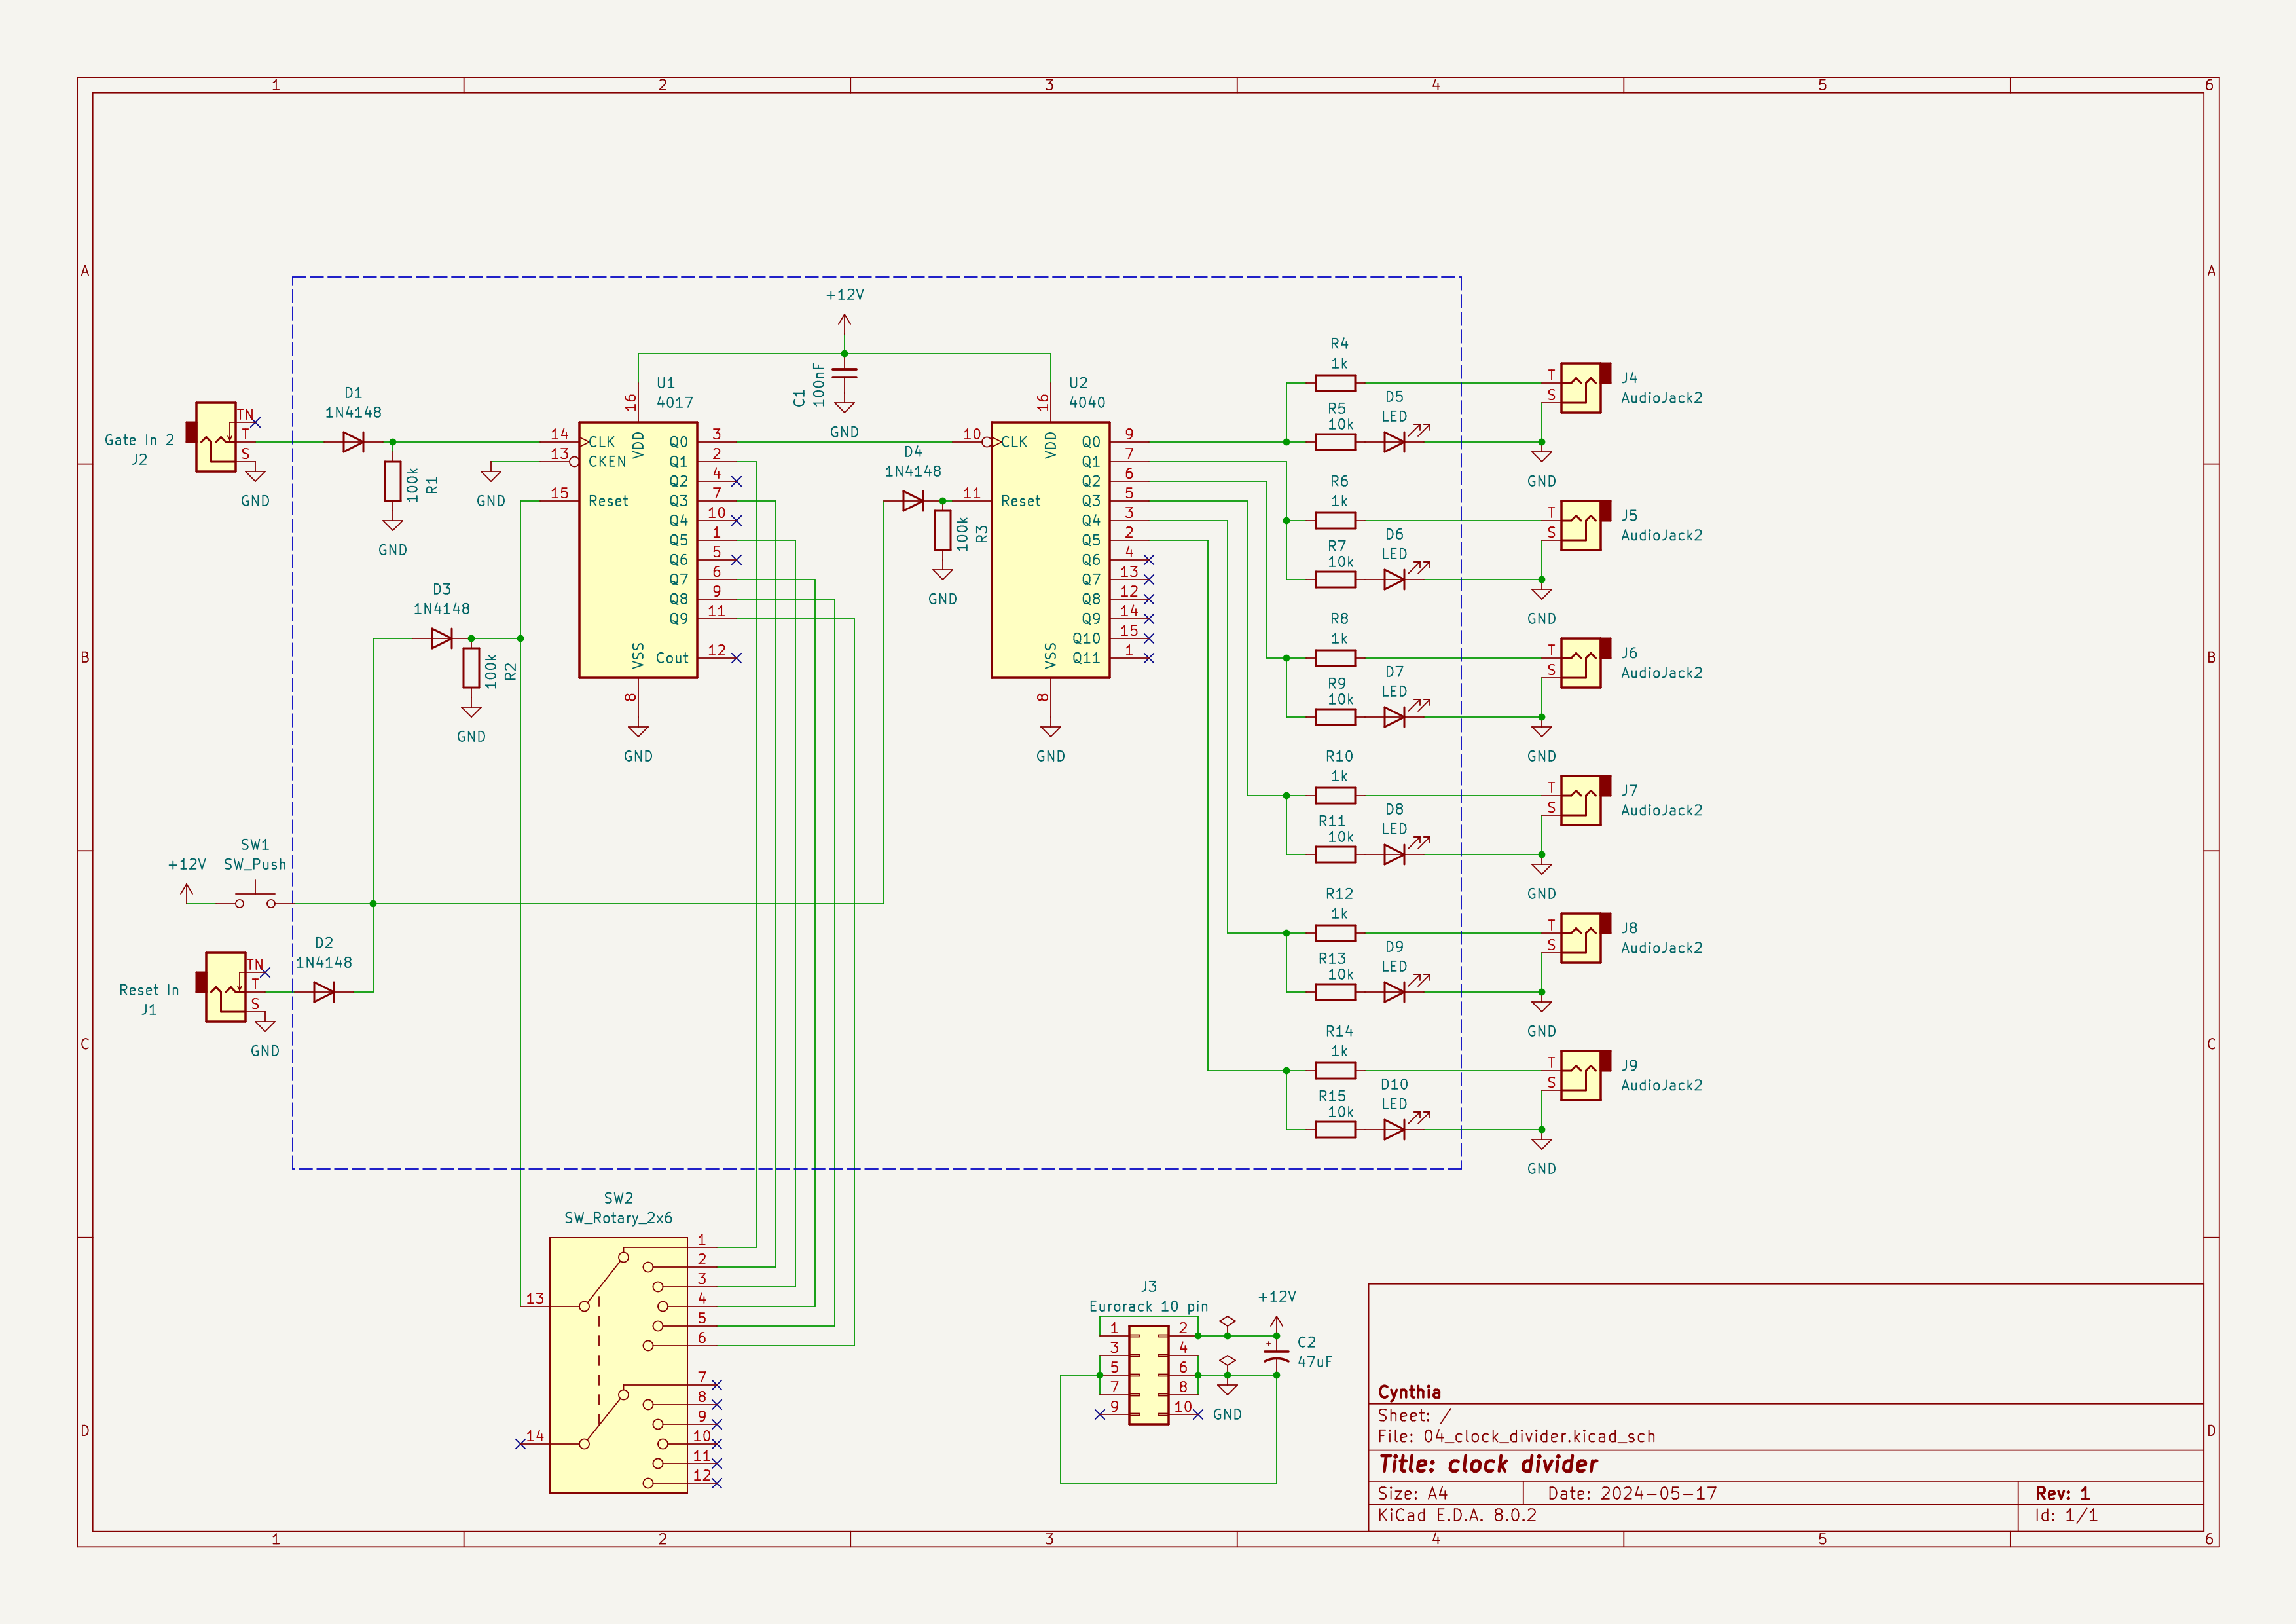 1 2 3 4 5 6
A A
B B
C C
D D
1 2 3 4 5 6
+12V
C1
100nF
GND
D1
1N4148
Gate In 2
J2
TN
T
S
GND
100k
R1
GND
GND
U1
4017
16
VDD
14 CLK
13 CKEN
15 Reset
Q0 3
Q1 2
Q2 4
Q3 7
Q4 10
Q5 1
Q6 5
Q7 6
Q8 9
Q9 11
Cout 12
VSS
8
GND
D3
1N4148
100k
R2
GND
D4
1N4148
100k
R3
GND
U2
4040
16
VDD
10 CLK
11 Reset
Q0 9
Q1 7
Q2 6
Q3 5
Q4 3
Q5 2
Q6 4
Q7 13
Q8 12
Q9 14
Q10 15
Q11 1
VSS
8
GND
R4
1k
R5
10k
D5
LED
T
S
J4
AudioJack2
GND
R6
1k
R7
10k
D6
LED
T
S
J5
AudioJack2
GND
R8
1k
R9
10k
D7
LED
T
S
J6
AudioJack2
GND
R10
1k
R11
10k
D8
LED
T
S
J7
AudioJack2
GND
R12
1k
R13
10k
D9
LED
T
S
J8
AudioJack2
GND
R14
1k
R15
10k
D10
LED
T
S
J9
AudioJack2
GND
SW1
SW_Push
+12V
D2
1N4148
Reset In
J1
TN
T
S
GND
SW2
SW_Rotary_2x6
13
14
1
2
3
4
5
6
7
8
9
10
11
12
J3
Eurorack 10 pin
1 2
3 4
5 6
7 8
9 10
+12V
C2
47uF
+
GND
Cynthia
Sheet: /
File: 04_clock_divider.kicad_sch
Title: clock divider
Size: A4 Date: 2024-05-17 Rev: 1
KiCad E.D.A. 8.0.2 Id: 1/1